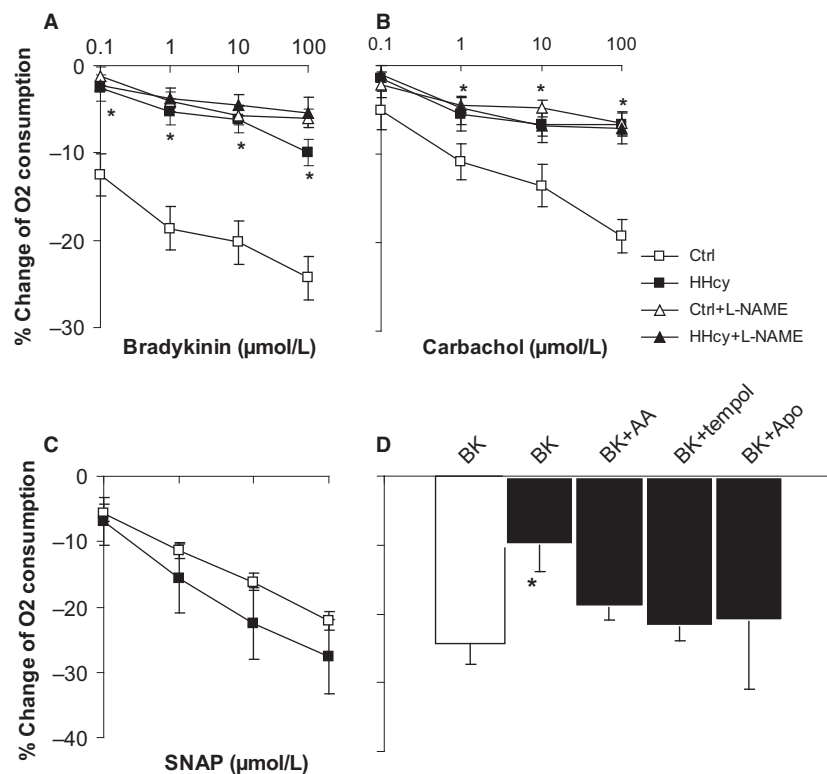 A
B
0.1 1 10 100
0.1 1 10 100
0
−10
−20
−30
% Change of O2 consumption
*
*
*
*
*
*
*
Bradykinin (µmol/L)
Carbachol (µmol/L)
Ctrl
HHcy
Ctrl+L-NAME
HHcy+L-NAME
C
D
BK
BK
BK+AA
BK+tempol
BK+Apo
0
−10
−20
−30
−40
% Change of O2 consumption
*
SNAP (µmol/L)